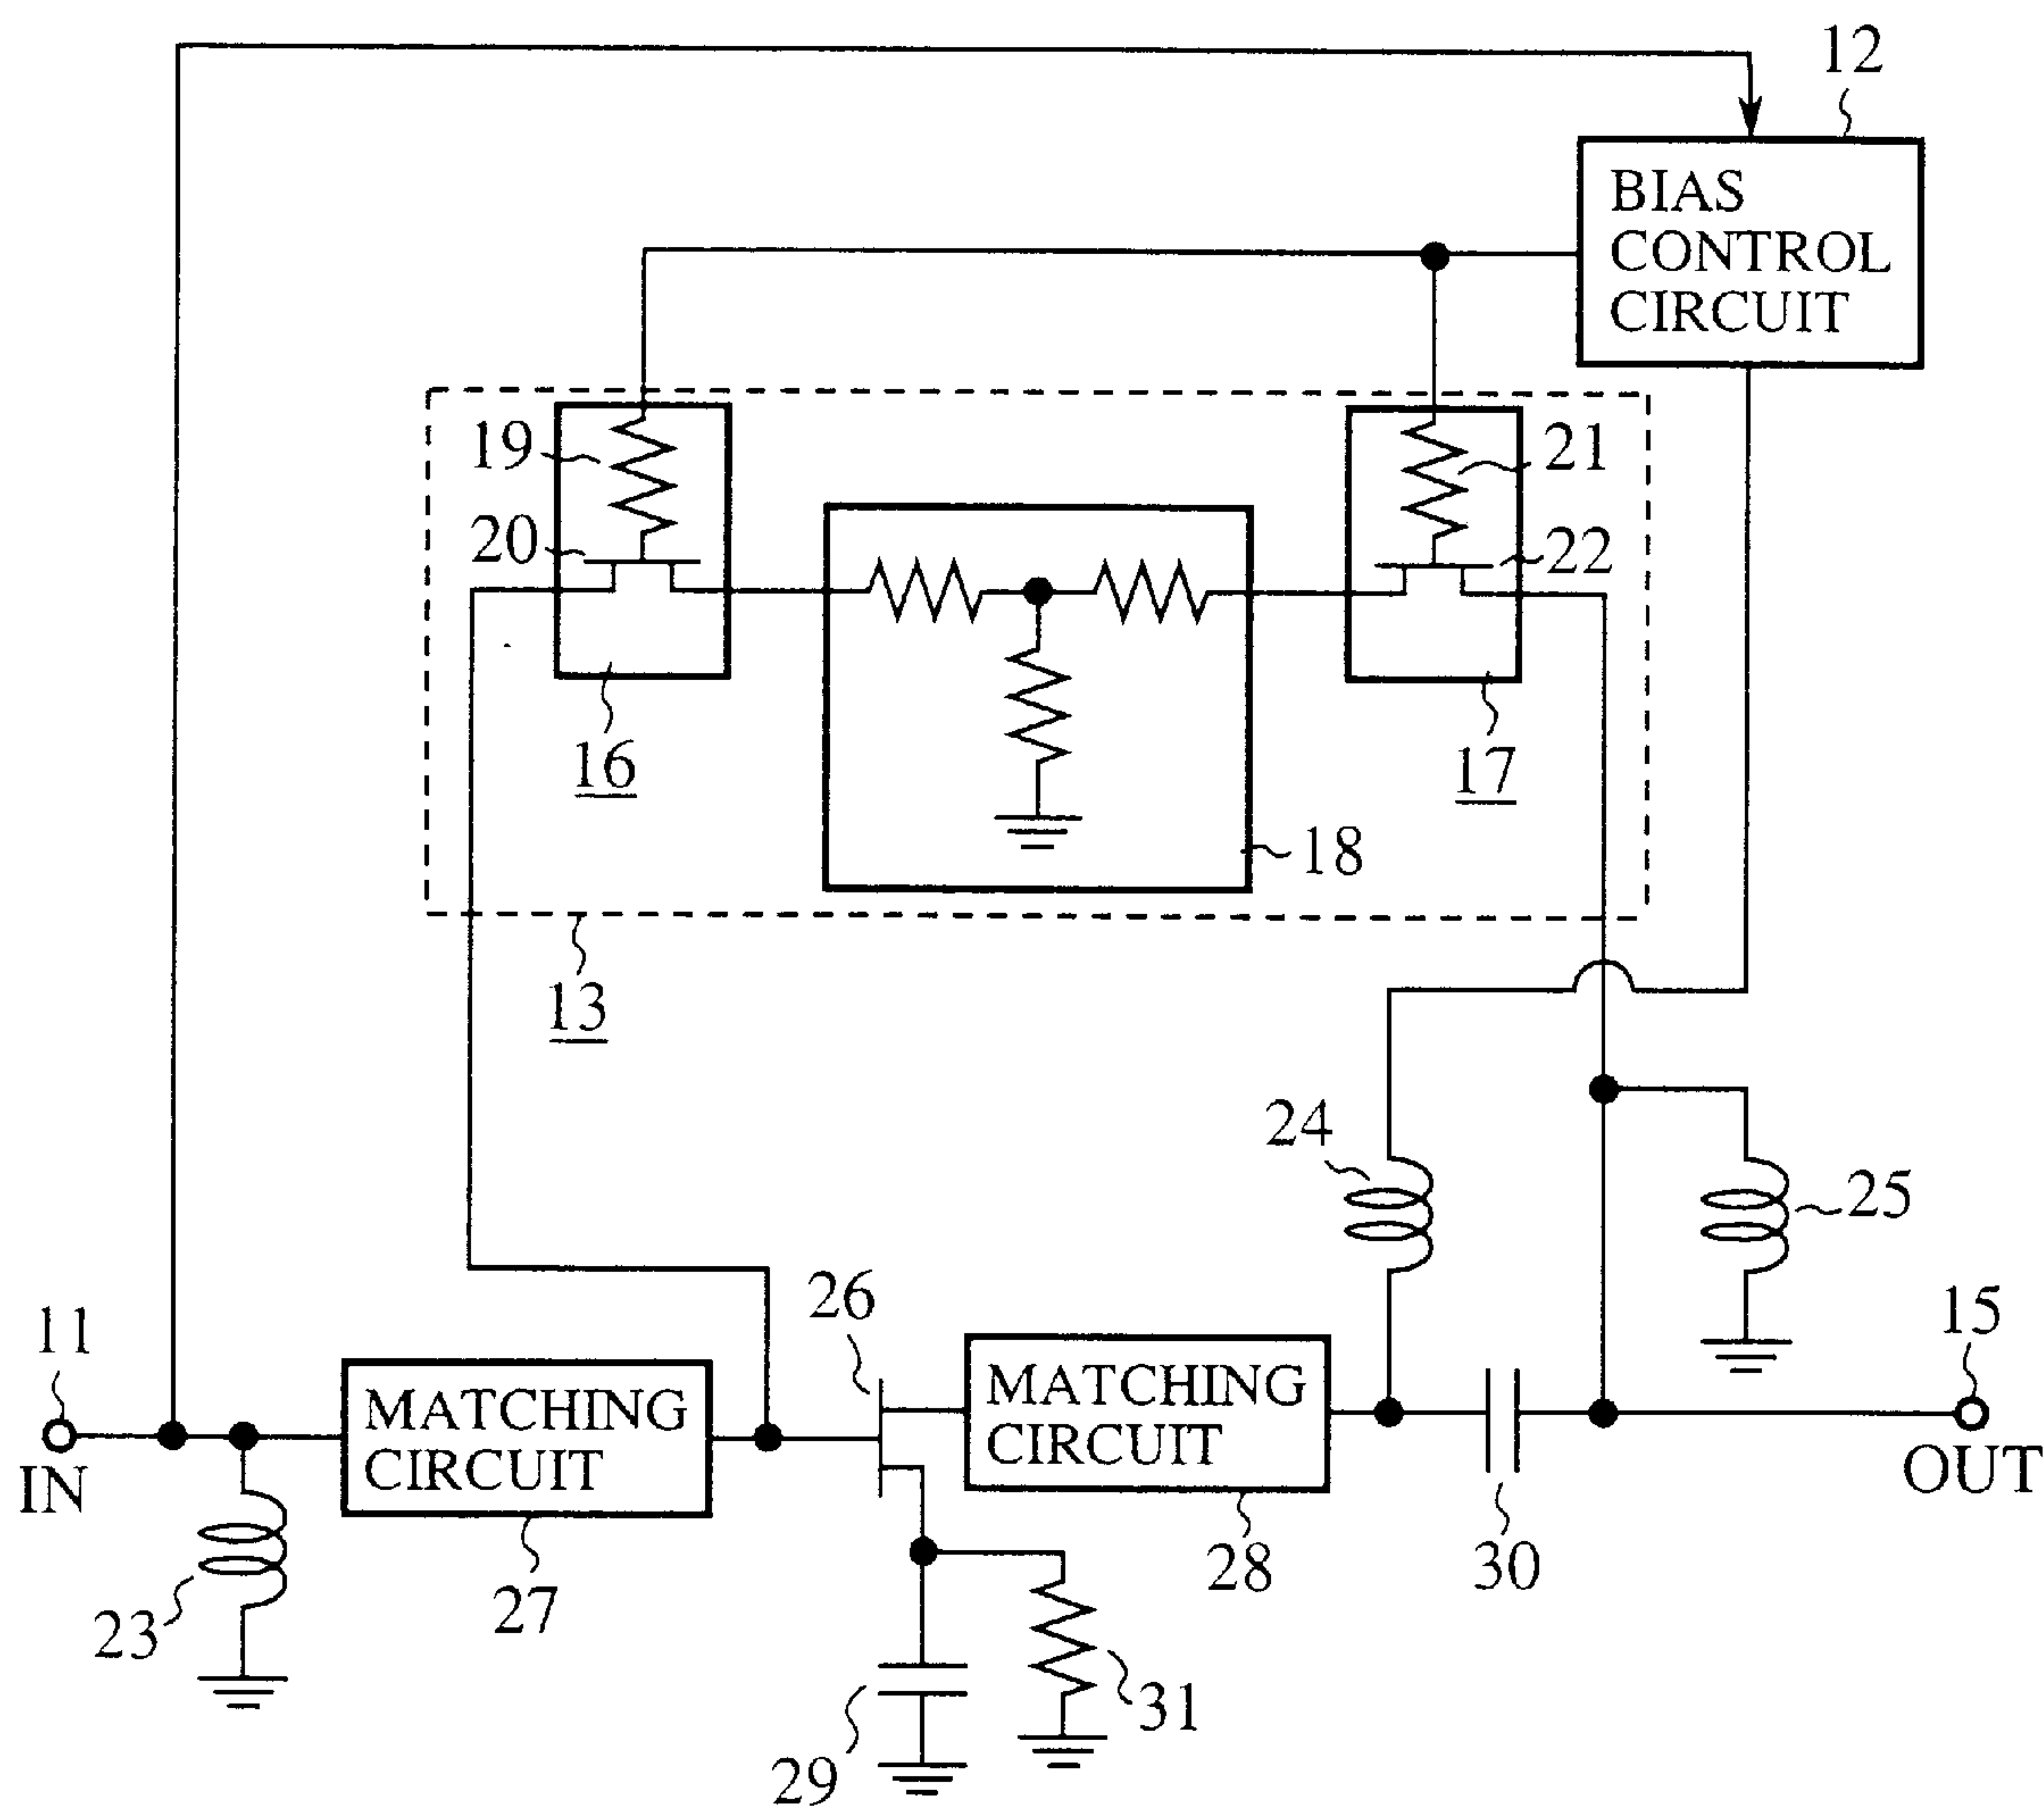 12
BIAS
CONTROL
CIRCUIT
19
21
20
22
16
17
18
13
24
25
26
11
15
MATCHING
CIRCUIT
MATCHING
CIRCUIT
IN
OUT
23
27
28
30
29
31